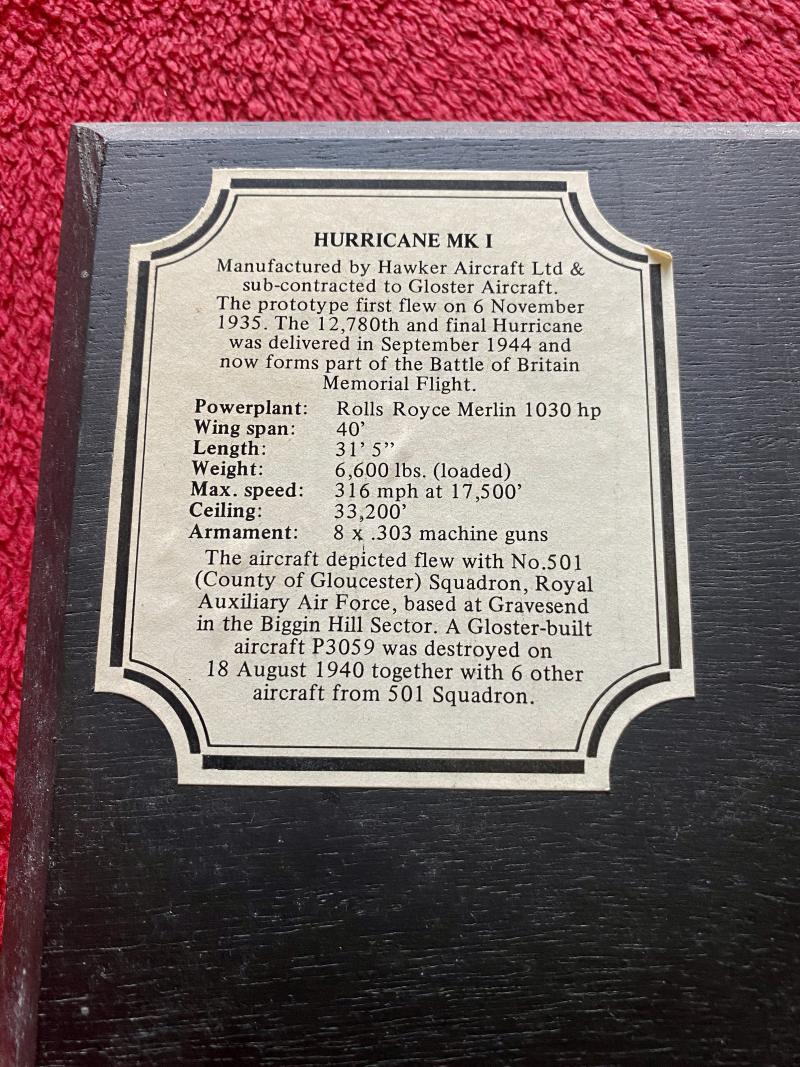 HURRICANE MK I
Manufactured by Hawker Aircraft Ltd &
sub-contracted to Gloster Aircraft.
The prototype first flew on 6 November
1935. The 12,780th and final Hurricane
was delivered in September 1944 and
now forms part of the Battle of Britain
Memorial Flight.
Powerplant: Rolls Royce Merlin 1030 hp
Wing span: 40’
Length: 31’ 5”
Weight: 6,600 lbs. (loaded)
Max. speed: 316 mph at 17,500’
Ceiling: 33,200’
Armament: 8 x .303 machine guns
The aircraft depicted flew with No.501
(County of Gloucester) Squadron, Royal
Auxiliary Air Force, based at Gravesend
in the Biggin Hill Sector. A Gloster-built
aircraft P3059 was destroyed on
18 August 1940 together with 6 other
aircraft from 501 Squadron.